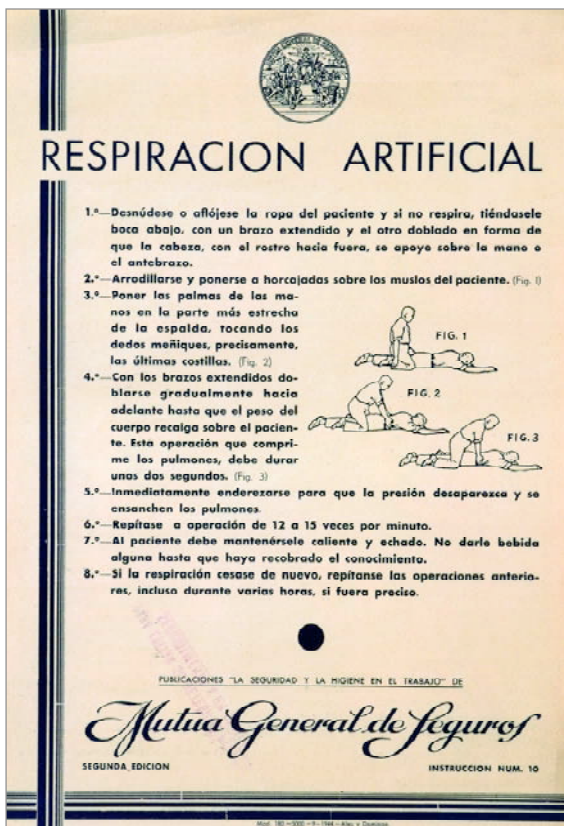 RESPIRACION ARTIFICIAL
1.º—Desnúdese o aflójese la ropa del paciente y si no respira, tiéndasele
boca abajo, con un brazo extendido y el otro doblado en forma de
que la cabeza, con el rostro hacia fuera, se apoye sobre la mano o
el antebrazo.
2.º—Arrodillarse y ponerse a horcajadas sobre los muslos del paciente. (Fig. 1)
3.º—Poner las palmas de las ma-
nos en la parte más estrecha
de la espalda, tocando los
dedos meñiques, precisamente,
las últimas costillas. (Fig. 2)
4.º—Con los brazos extendidos do-
blarse gradualmente hacia
adelante hasta que el peso del
cuerpo recaiga sobre el pacien-
te. Esta operación que compri-
me los pulmones, debe durar
unos dos segundos. (Fig. 3)
FIG. 1
FIG. 2
FIG. 3
5.º—Inmediatamente enderezarse para que la presión desaparezca y se
ensanchen los pulmones.
6.º—Repítase a operación de 12 a 15 veces por minuto.
7.º—Al paciente debe mantenérsele caliente y echado. No darle bebida
alguna hasta que haya recobrado el conocimiento.
8.º—Si la respiración cesase de nuevo, repítanse las operaciones anterio-
res, incluso durante varias horas, si fuera preciso.
PUBLICACIONES "LA SEGURIDAD Y LA HIGIENE EN EL TRABAJO" DE
Mutua General de Seguros
SEGUNDA EDICION
INSTRUCCION NUM. 16
Mod. 180 - 5000 - 9 - 1944 -